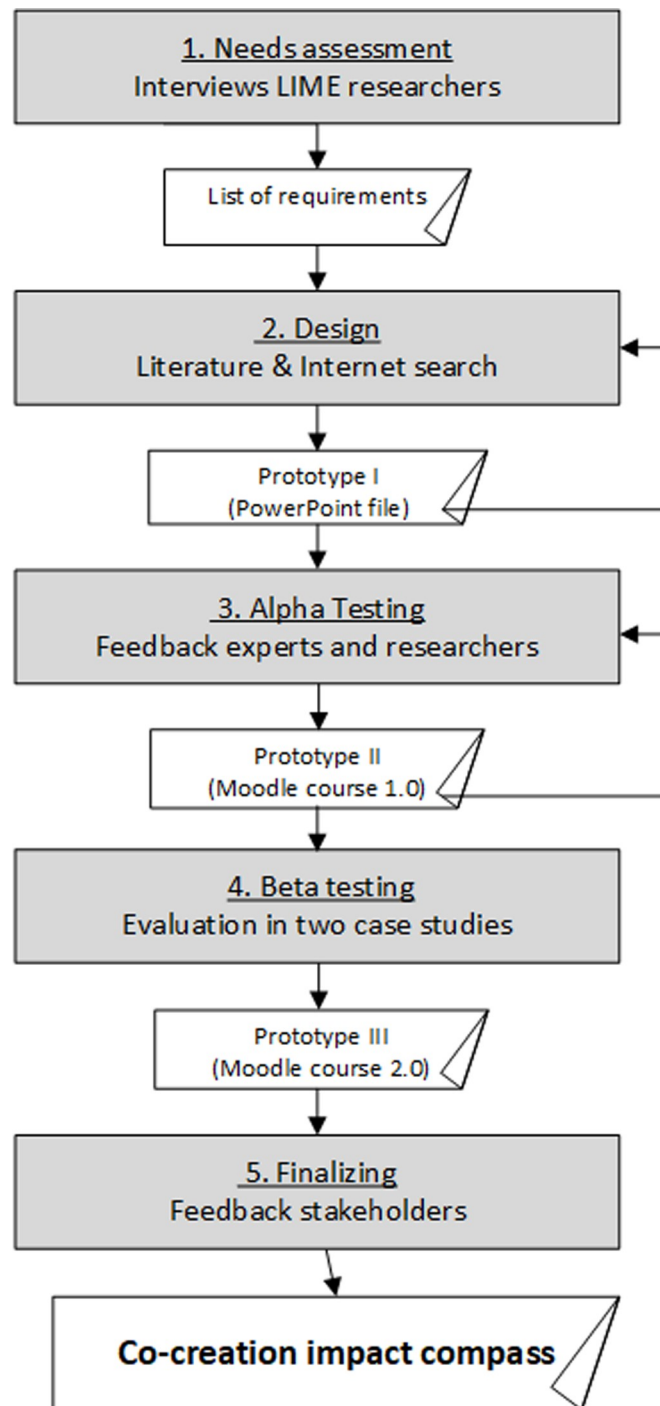 1. Needs assessment
Interviews LIME researchers
List of requirements
2. Design
Literature & Internet search
Prototype I
(PowerPoint file)
3. Alpha Testing
Feedback experts and researchers
Prototype II
(Moodle course 1.0)
4. Beta testing
Evaluation in two case studies
Prototype III
(Moodle course 2.0)
5. Finalizing
Feedback stakeholders
Co-creation impact compass